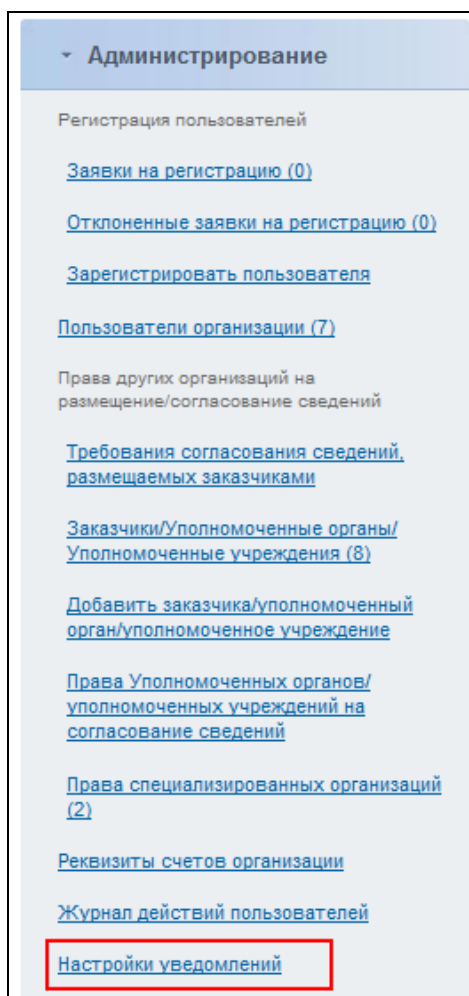 Администрирование
Регистрация пользователей
Заявки на регистрацию (0)
Отклоненные заявки на регистрацию (0)
Зарегистрировать пользователя
Пользователи организации (7)
Права других организаций на
размещение/согласование сведений
Требования согласования сведений,
размещаемых заказчиками
Заказчики/Уполномоченные органы/
Уполномоченные учреждения (8)
Добавить заказчика/уполномоченный
орган/уполномоченное учреждение
Права Уполномоченных органов/
уполномоченных учреждений на
согласование сведений
Права специализированных организаций
(2)
Реквизиты счетов организации
Журнал действий пользователей
Настройки уведомлений